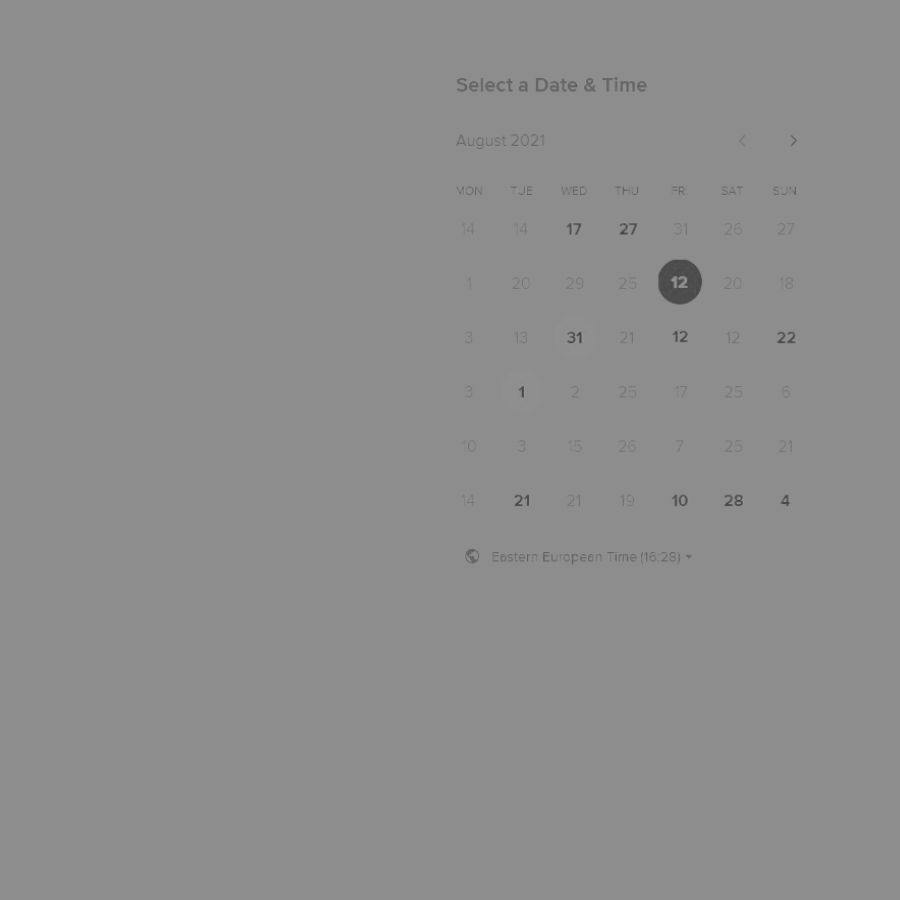 Select a Date & Time
August 2021
MON TUE WED THU FRI SAT SUN
14 14 17 27 31 26 27
1 20 29 25 12 20 18
3 13 31 21 12 12 22
3 1 2 25 17 25 6
10 3 15 26 7 25 21
14 21 21 19 10 28 4
Eastern European Time (16:28)